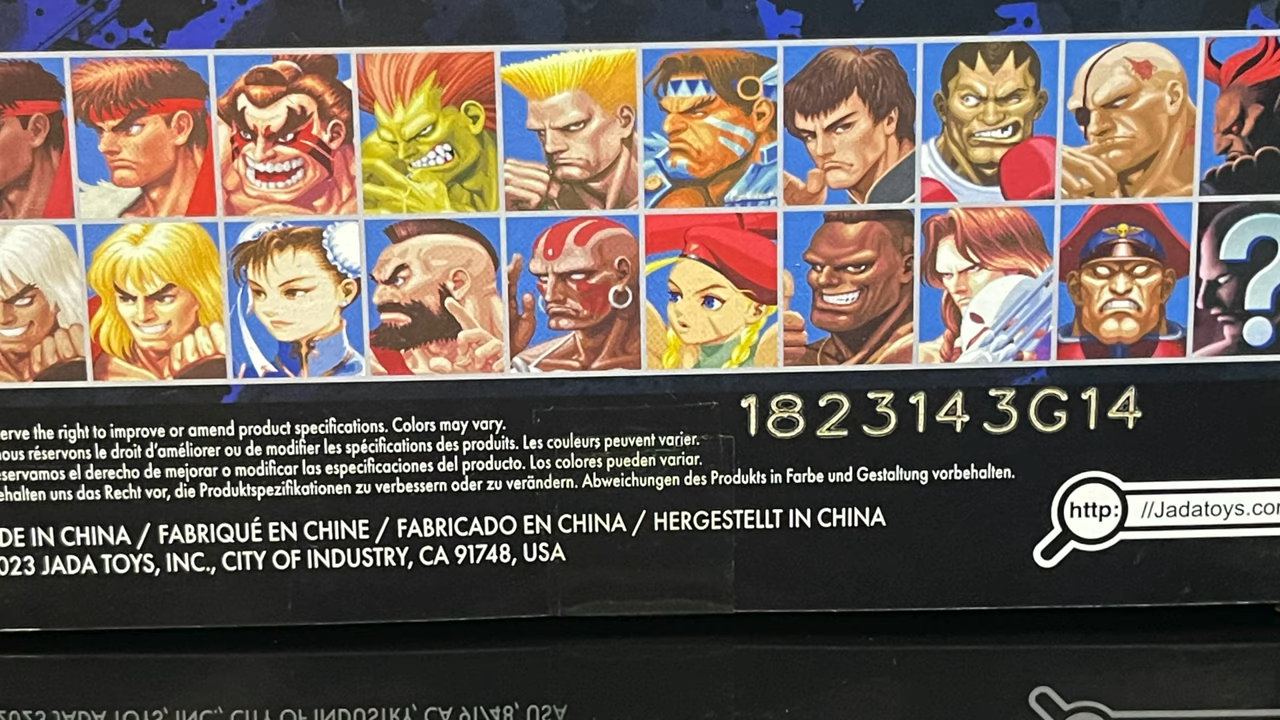 ?
1823143G14
erve the right to improve or amend product specifications. Colors may vary.
nous réservons le droit d'améliorer ou de modifier les spécifications des produits. Les couleurs peuvent varier.
servamos el derecho de mejorar o modificar las especificaciones del producto. Los colores pueden variar.
ehalten uns das Recht vor, die Produktspezifikationen zu verbessern oder zu verändern. Abweichungen des Produkts in Farbe und Gestaltung vorbehalten.
DE IN CHINA / FABRIQUÉ EN CHINE / FABRICADO EN CHINA / HERGESTELLT IN CHINA
023 JADA TOYS, INC., CITY OF INDUSTRY, CA 91748, USA
http: //Jadatoys.co